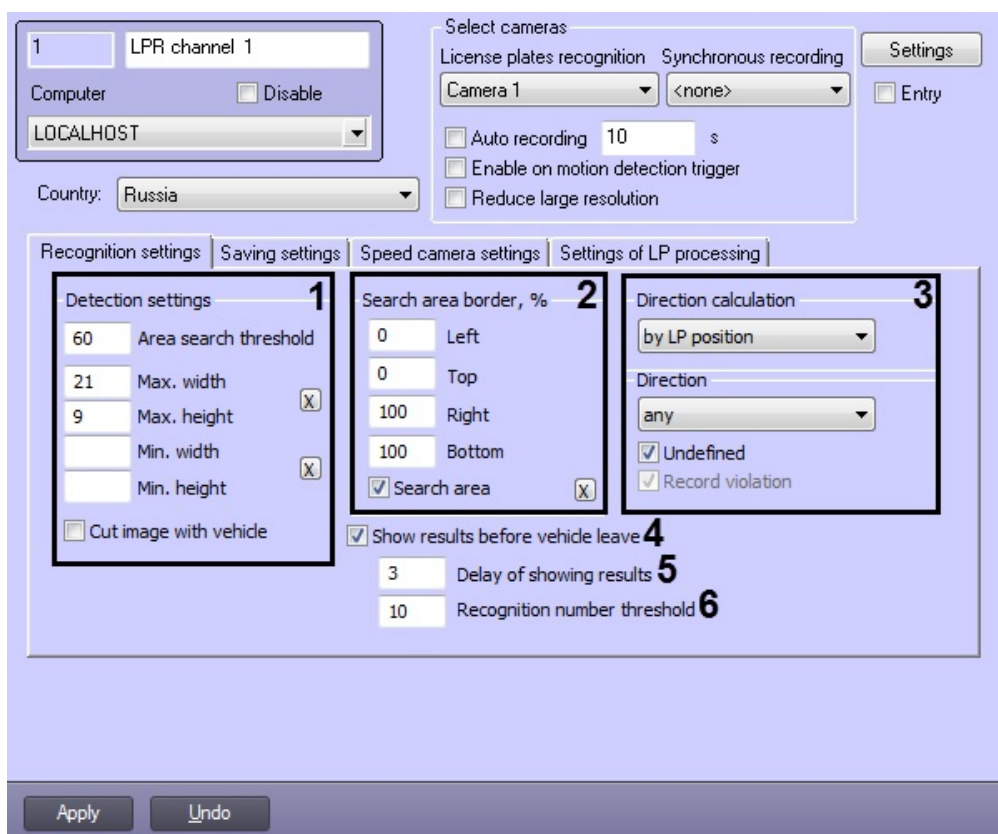 1
LPR channel 1
Computer
Disable
LOCALHOST
Country:
Russia
Select cameras
License plates recognition
Synchronous recording
Camera 1
<none>
Auto recording 10 s
Enable on motion detection trigger
Reduce large resolution
Settings
Entry
Recognition settings
Saving settings
Speed camera settings
Settings of LP processing
Detection settings 1
60 Area search threshold
21 Max. width
9 Max. height
X
Min. width
Min. height
X
Cut image with vehicle
Search area border, % 2
0 Left
0 Top
100 Right
100 Bottom
Search area X
Direction calculation 3
by LP position
Direction
any
Undefined
Record violation
Show results before vehicle leave 4
3 Delay of showing results 5
10 Recognition number threshold 6
Apply
Undo